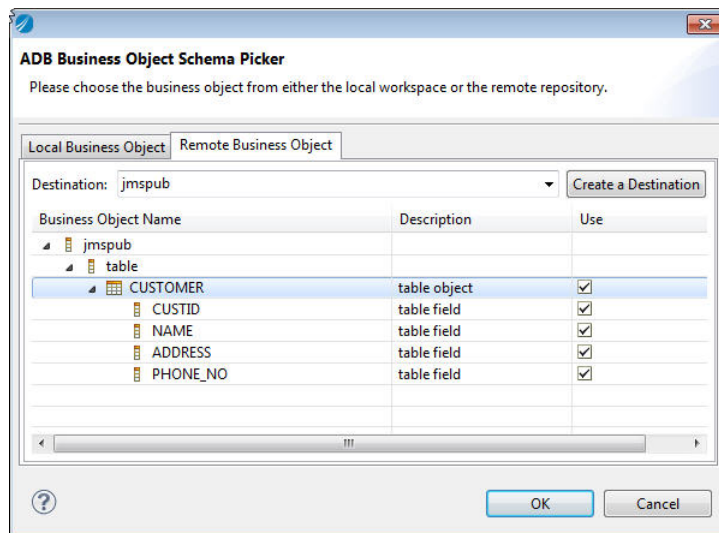 ADB Business Object Schema Picker
Please choose the business object from either the local workspace or the remote repository.
Local Business Object Remote Business Object
Destination: jmspub Create a Destination
Business Object Name Description Use
jmspub
table
CUSTOMER table object
CUSTID table field
NAME table field
ADDRESS table field
PHONE_NO table field
OK Cancel